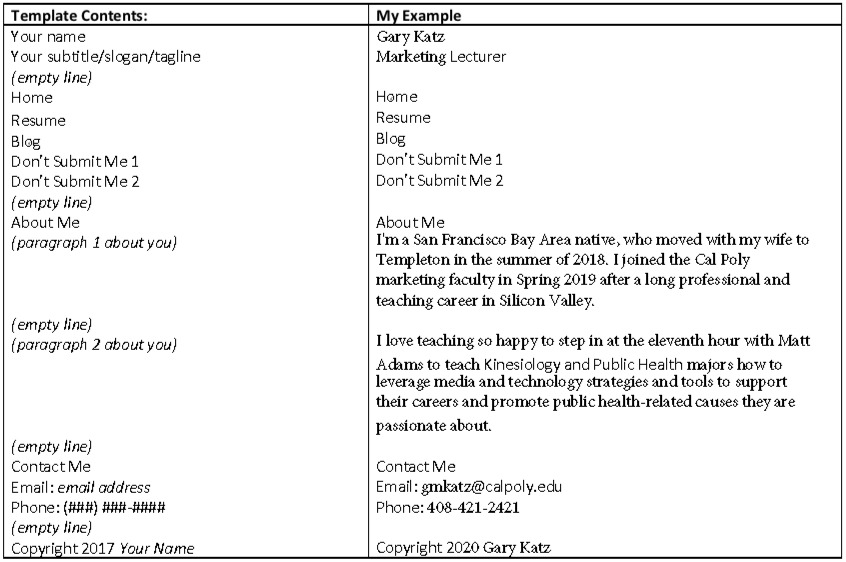 Template Contents: My Example
Your name Gary Katz
Your subtitle/slogan/tagline Marketing Lecturer
(empty line)
Home Home
Resume Resume
Blog Blog
Don't Submit Me 1 Don't Submit Me 1
Don't Submit Me 2 Don't Submit Me 2
(empty line)
About Me About Me
(paragraph 1 about you) I'm a San Francisco Bay Area native, who moved with my wife to
Templeton in the summer of 2018. I joined the Cal Poly
marketing faculty in Spring 2019 after a long professional and
teaching career in Silicon Valley.
(empty line)
(paragraph 2 about you) I love teaching so happy to step in at the eleventh hour with Matt
Adams to teach Kinesiology and Public Health majors how to
leverage media and technology strategies and tools to support
their careers and promote public health-related causes they are
passionate about.
(empty line)
Contact Me Contact Me
Email: email address Email: gmkatz@calpoly.edu
Phone: (###) ###-#### Phone: 408-421-2421
(empty line)
Copyright 2017 Your Name Copyright 2020 Gary Katz